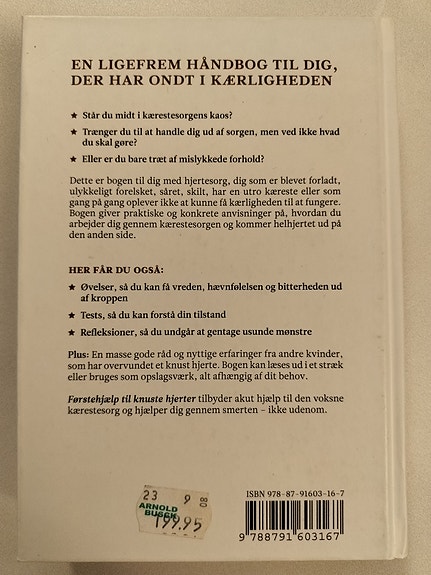 EN LIGEFREM HÅNDBOG TIL DIG,
DER HAR ONDT I KÆRLIGHEDEN
★ Står du midt i kærestesorgens kaos?
★ Trænger du til at handle dig ud af sorgen, men ved ikke hvad
du skal gøre?
★ Eller er du bare træt af mislykkede forhold?
Dette er bogen til dig med hjertesorg, dig som er blevet forladt,
ulykkeligt forelsket, såret, skilt, har en utro kæreste eller som
gang på gang oplever ikke at kunne få kærligheden til at fungere.
Bogen giver praktiske og konkrete anvisninger på, hvordan du
arbejder dig gennem kærestesorgen og kommer helhjertet ud på
den anden side.
HER FÅR DU OGSÅ:
★ Øvelser, så du kan få vreden, hævnfølelsen og bitterheden ud
af kroppen
★ Tests, så du kan forstå din tilstand
★ Refleksioner, så du undgår at gentage usunde mønstre
Plus: En masse gode råd og nyttige erfaringer fra andre kvinder,
som har overvundet et knust hjerte. Bogen kan læses ud i et stræk
eller bruges som opslagsværk, alt afhængig af dit behov.
Førstehjælp til knuste hjerter tilbyder akut hjælp til den voksne
kærestesorg og hjælper dig gennem smerten – ikke udenom.
23 9 08
ARNOLD
BUSCK
199.95
ISBN 978-87-91603-16-7
9 788791 603167